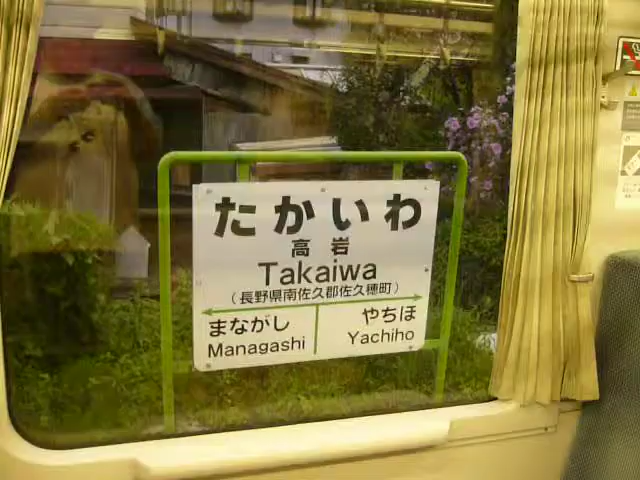 たかいわ
高岩
Takaiwa
（長野県南佐久郡佐久穂町）
まながし やちほ
Managashi Yachiho